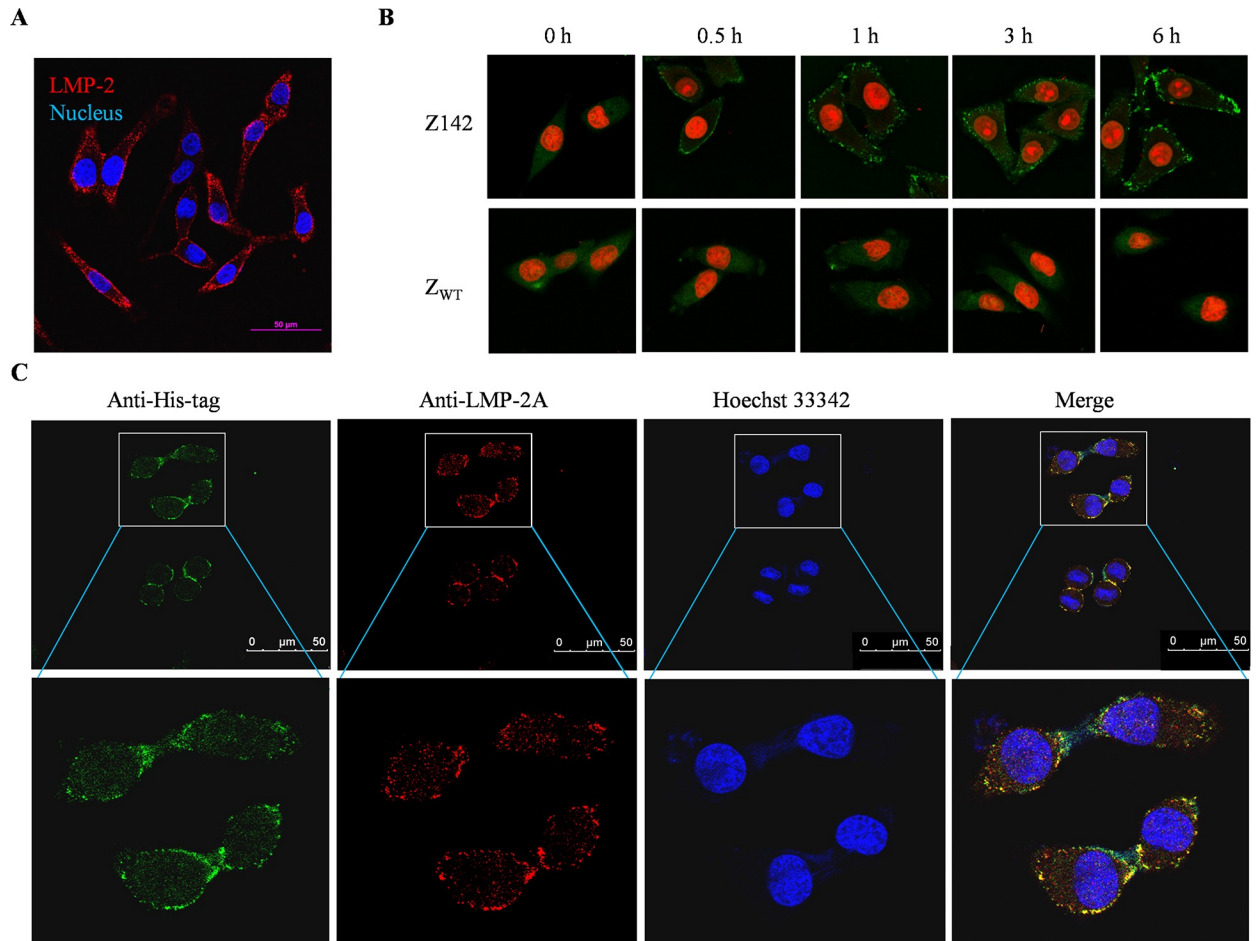 A
LMP-2
Nucleus
50 µm
B
0 h 0.5 h 1 h 3 h 6 h
Z142
ZWT
C
Anti-His-tag Anti-LMP-2A Hoechst 33342 Merge
0 µm 50 0 µm 50 0 µm 50 0 µm 50